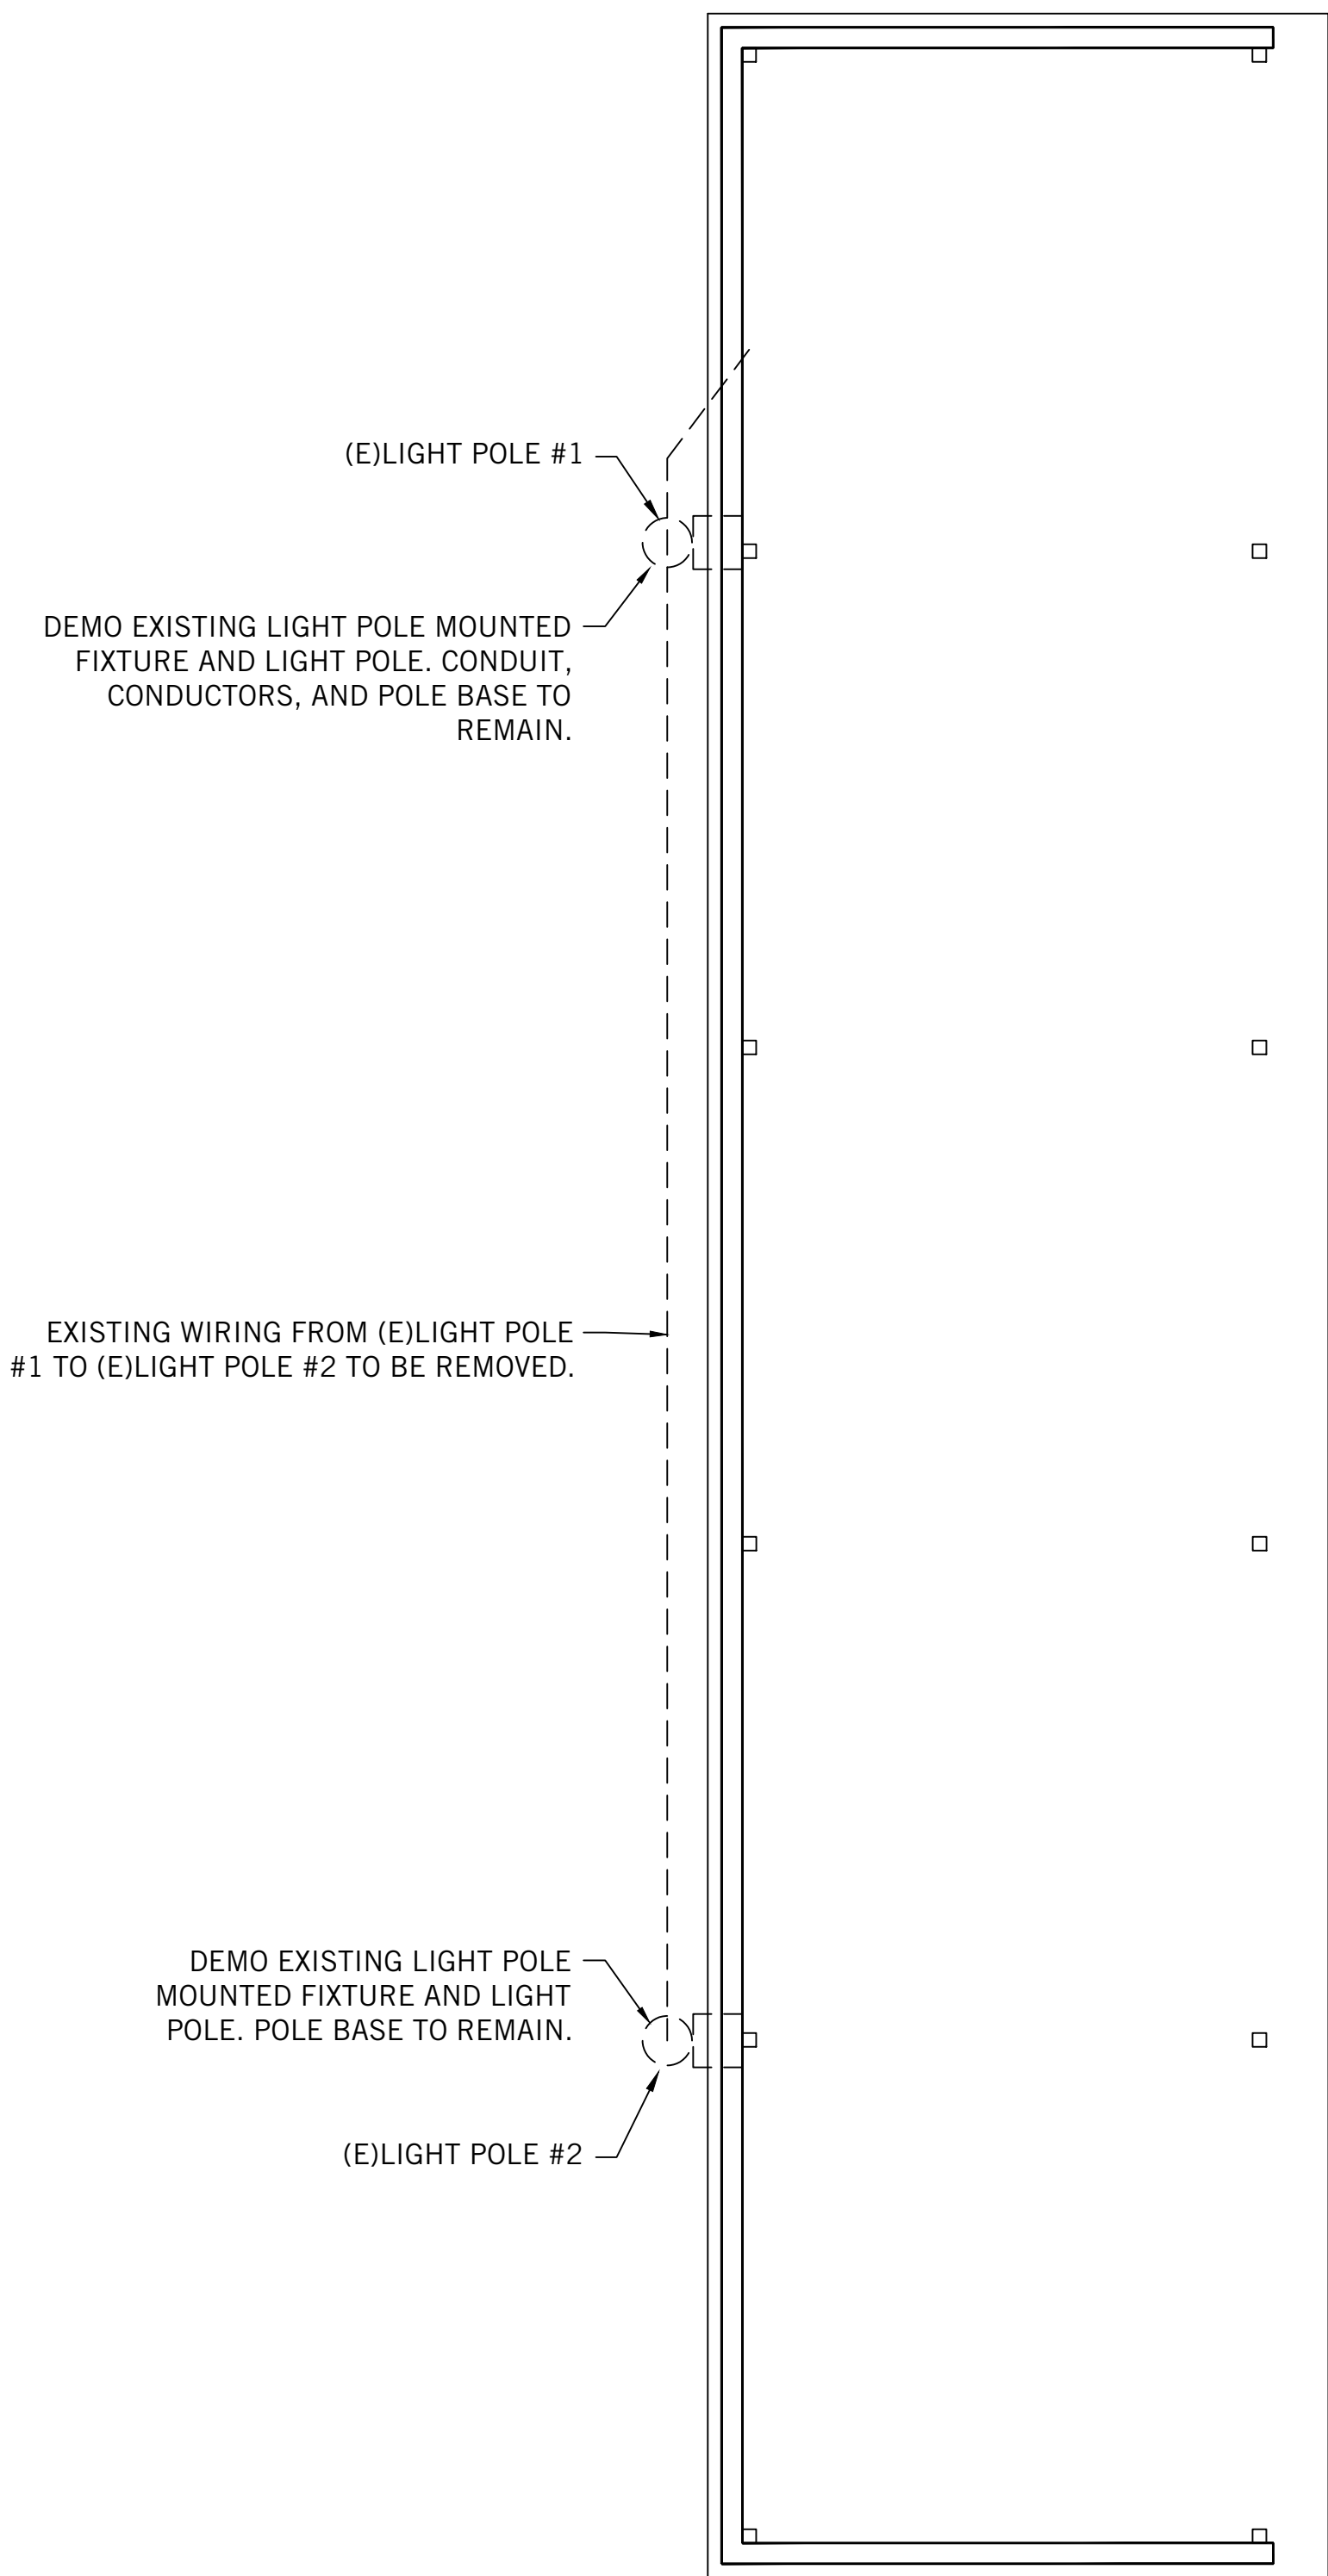 (E)LIGHT POLE #1
DEMO EXISTING LIGHT POLE MOUNTED
FIXTURE AND LIGHT POLE. CONDUIT,
CONDUCTORS, AND POLE BASE TO
REMAIN.
EXISTING WIRING FROM (E)LIGHT POLE
#1 TO (E)LIGHT POLE #2 TO BE REMOVED.
DEMO EXISTING LIGHT POLE
MOUNTED FIXTURE AND LIGHT
POLE. POLE BASE TO REMAIN.
(E)LIGHT POLE #2